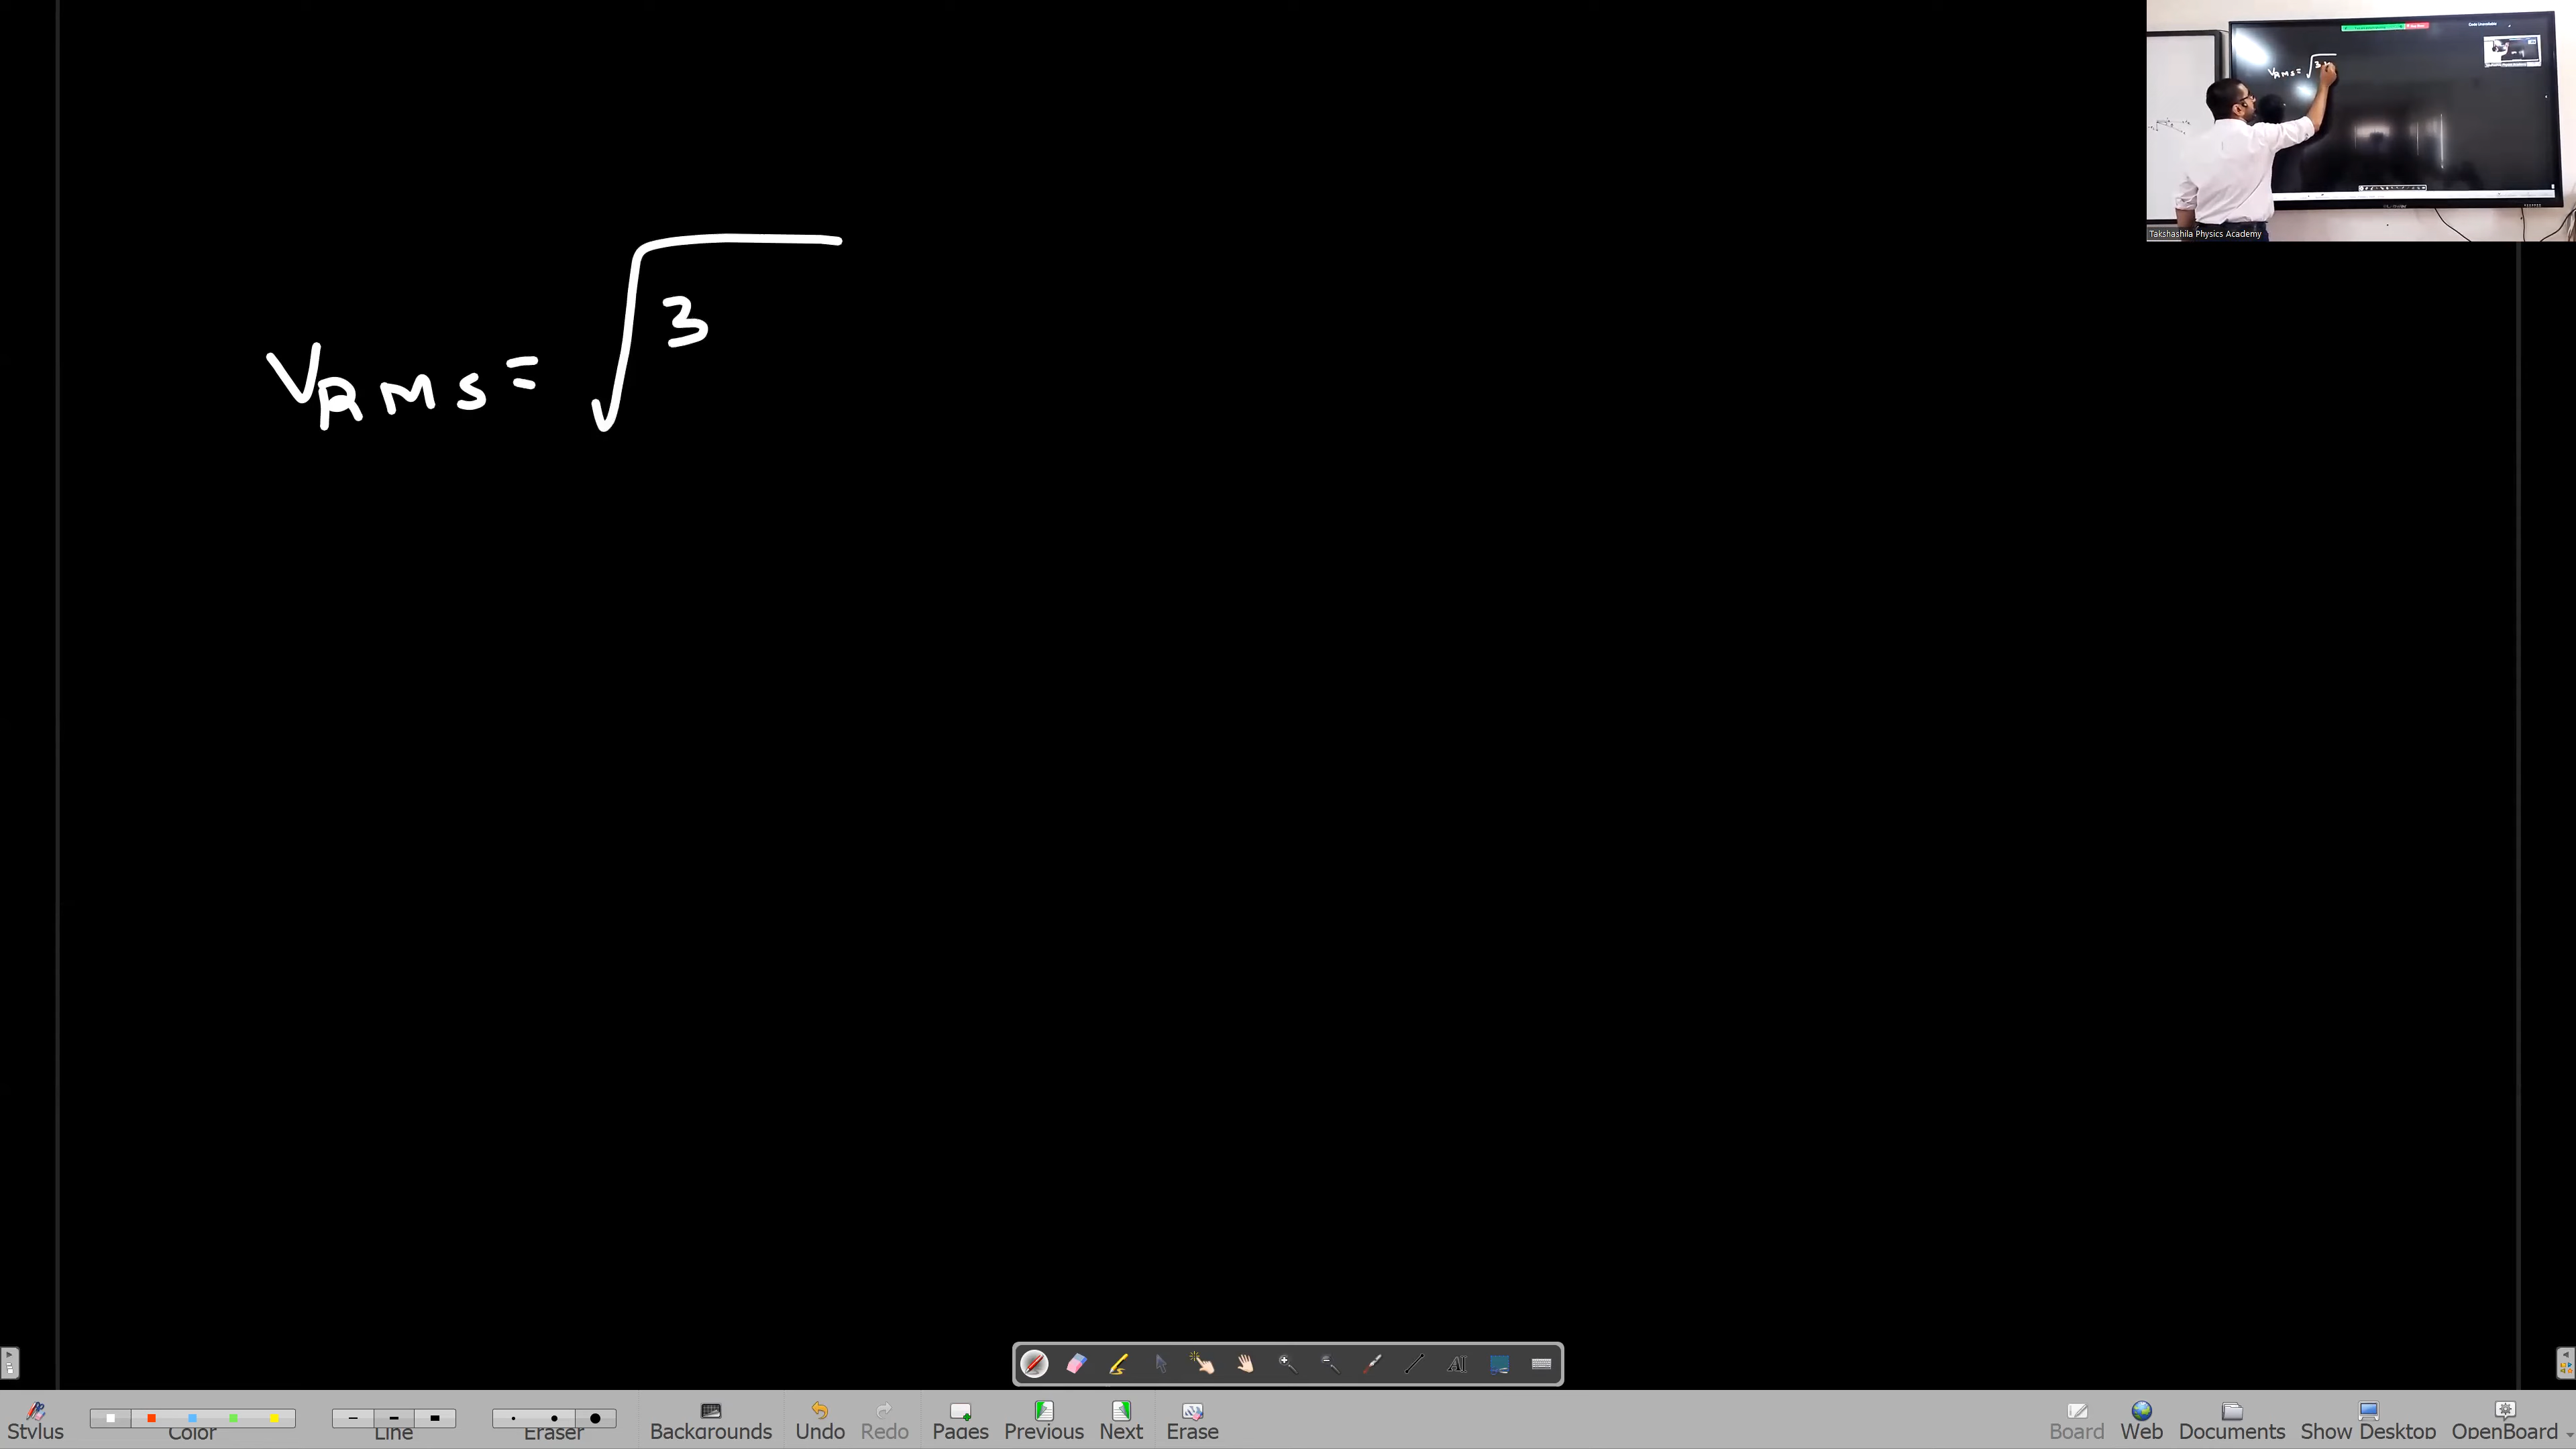 Takshashila Physics Academy
V_RMS = √3
Stylus
Color
Line
Eraser
Backgrounds
Undo
Redo
Pages
Previous
Next
Erase
Board
Web
Documents
Show Desktop
OpenBoard